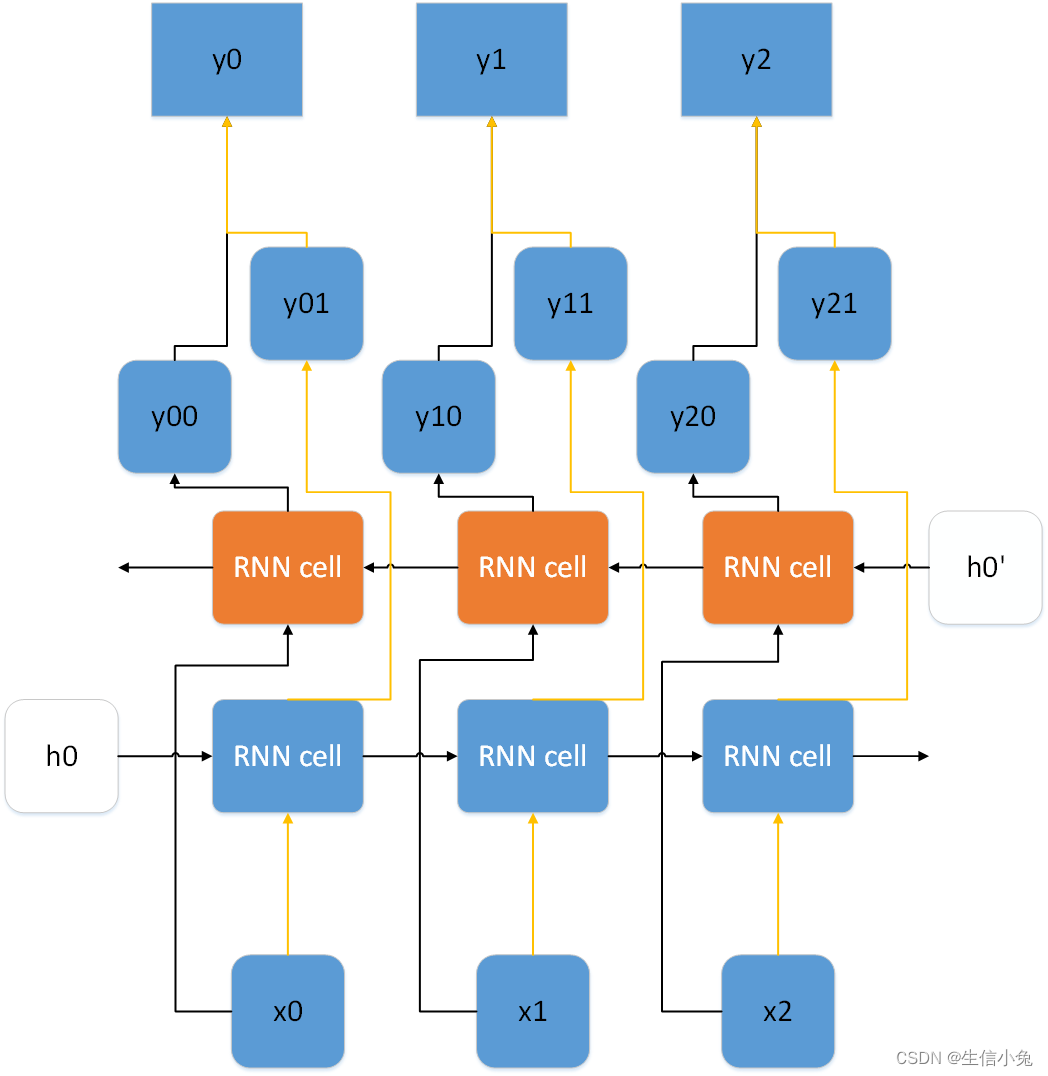 y0
y1
y2
y01
y11
y21
y00
y10
y20
RNN cell
RNN cell
RNN cell
h0'
h0
RNN cell
RNN cell
RNN cell
x0
x1
x2
CSDN @生信小兔